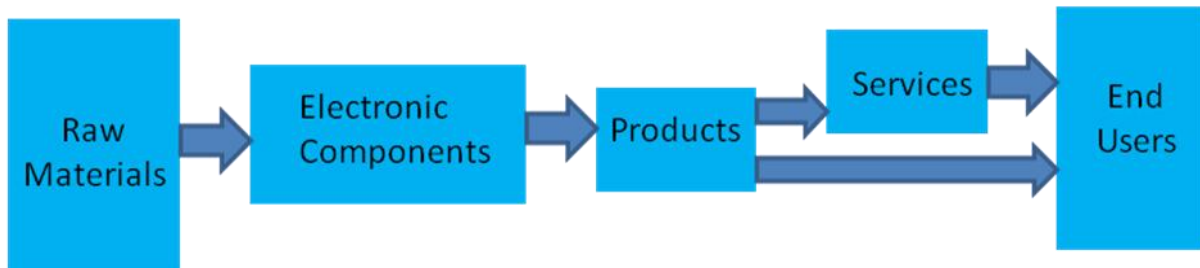 Raw
Materials
Electronic
Components
Products
Services
End
Users